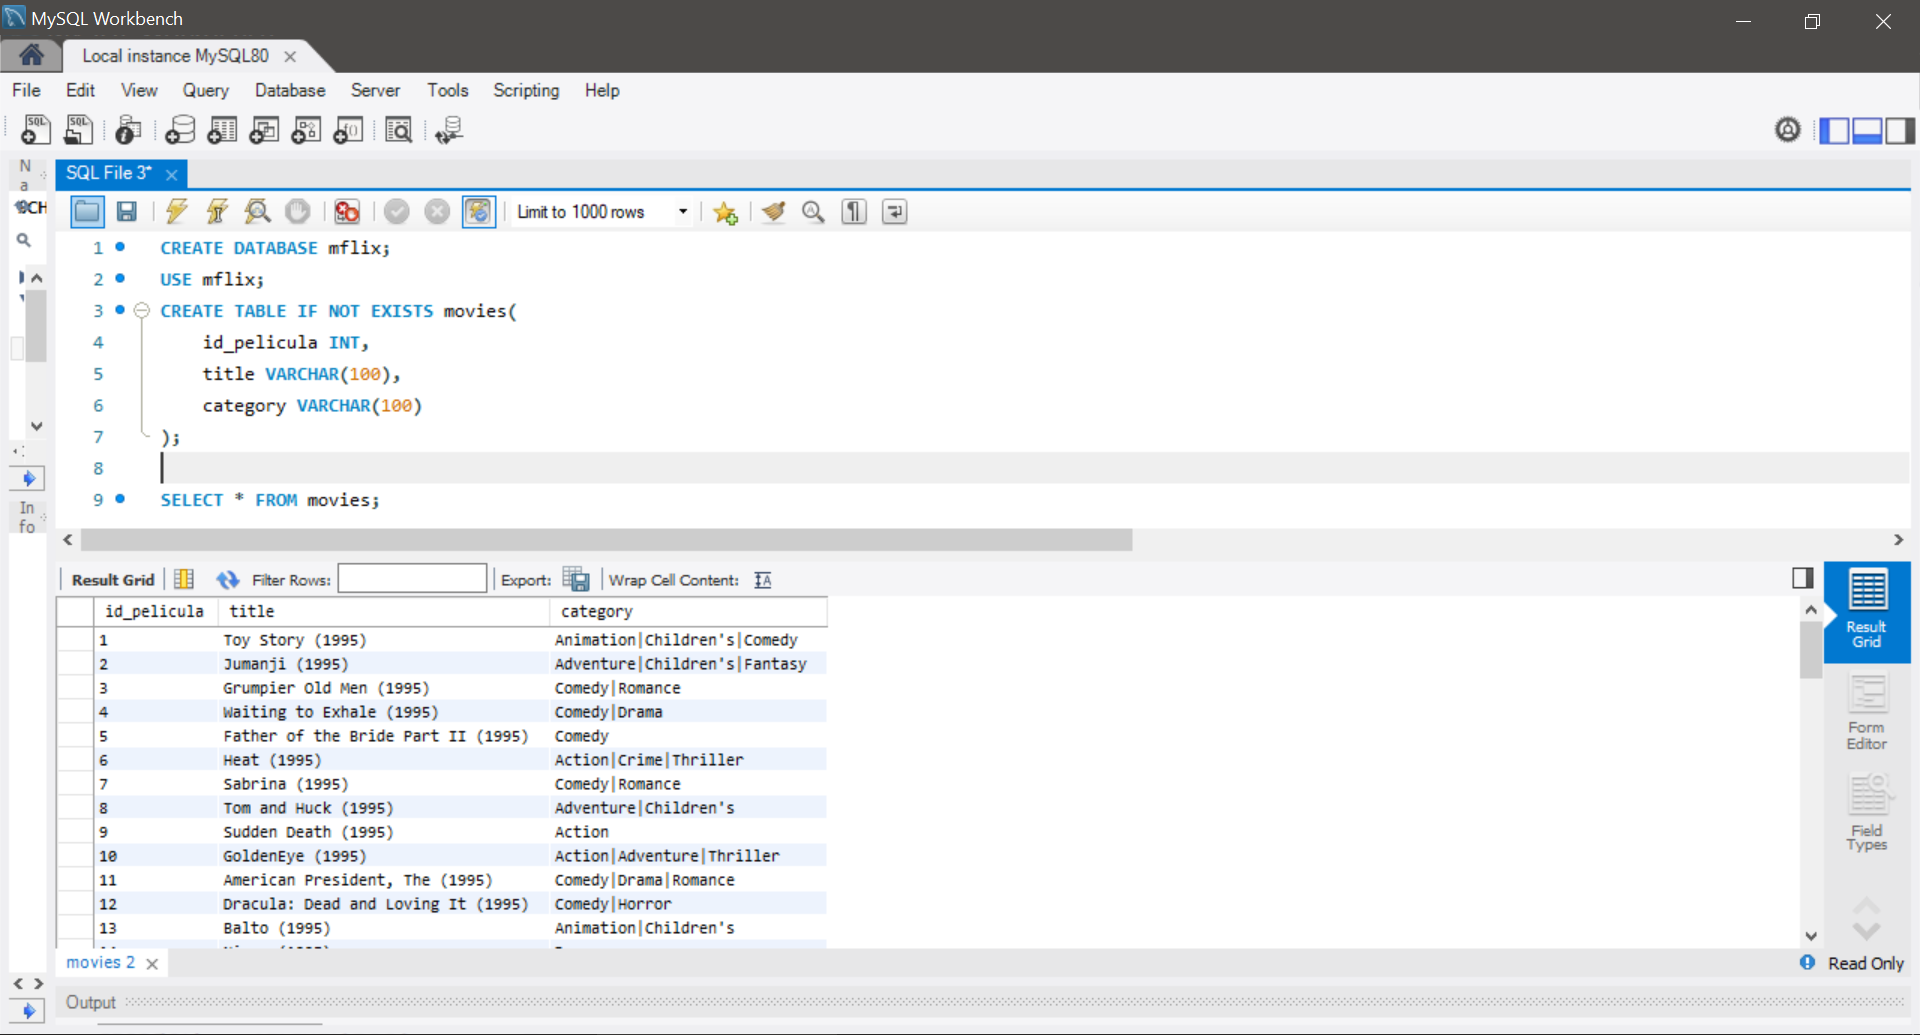 MySQL Workbench
Local instance MySQL80
File Edit View Query Database Server Tools Scripting Help
SQL SQL
Na
SCH
SQL File 3*
Limit to 1000 rows
1 CREATE DATABASE mflix;
2 USE mflix;
3 CREATE TABLE IF NOT EXISTS movies(
4 id_pelicula INT,
5 title VARCHAR(100),
6 category VARCHAR(100)
7 );
8
9 SELECT * FROM movies;
Info
Result Grid Filter Rows: Export: Wrap Cell Content:
id_pelicula title category
1 Toy Story (1995) Animation|Children's|Comedy
2 Jumanji (1995) Adventure|Children's|Fantasy
3 Grumpier Old Men (1995) Comedy|Romance
4 Waiting to Exhale (1995) Comedy|Drama
5 Father of the Bride Part II (1995) Comedy
6 Heat (1995) Action|Crime|Thriller
7 Sabrina (1995) Comedy|Romance
8 Tom and Huck (1995) Adventure|Children's
9 Sudden Death (1995) Action
10 GoldenEye (1995) Action|Adventure|Thriller
11 American President, The (1995) Comedy|Drama|Romance
12 Dracula: Dead and Loving It (1995) Comedy|Horror
13 Balto (1995) Animation|Children's
Result
Grid
Form
Editor
Field
Types
movies 2
Read Only
Output